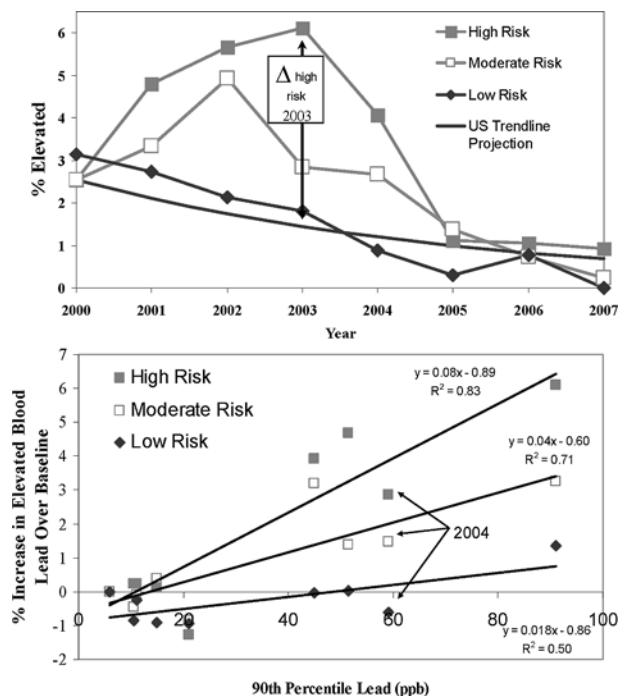 6
5
4
3
2
1
0
% Elevated
High Risk
Moderate Risk
Low Risk
US Trendline
Projection
Δ high
risk
2003
2000 2001 2002 2003 2004 2005 2006 2007
Year
7
6
5
4
3
2
1
0
-1
-2
% Increase in Elevated Blood
Lead Over Baseline
High Risk
Moderate Risk
Low Risk
y = 0.08x - 0.89
R² = 0.83
y = 0.04x - 0.60
R² = 0.71
2004
y = 0.018x - 0.86
R² = 0.50
0 20 40 60 80 100
90th Percentile Lead (ppb)